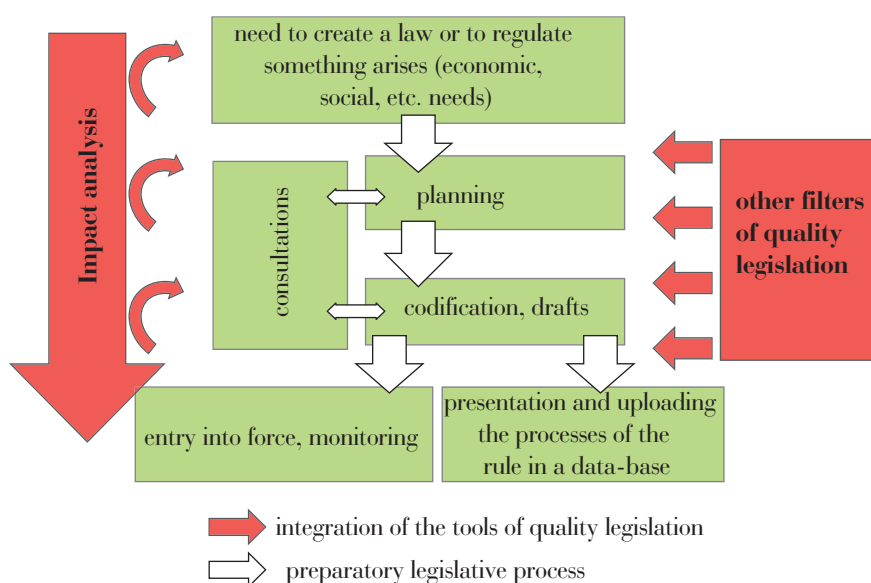 need to create a law or to regulate
something arises (economic,
social, etc. needs)
Impact analysis
consultations
planning
codification, drafts
other filters
of quality
legislation
entry into force, monitoring
presentation and uploading
the processes of the
rule in a data-base
integration of the tools of quality legislation
preparatory legislative process